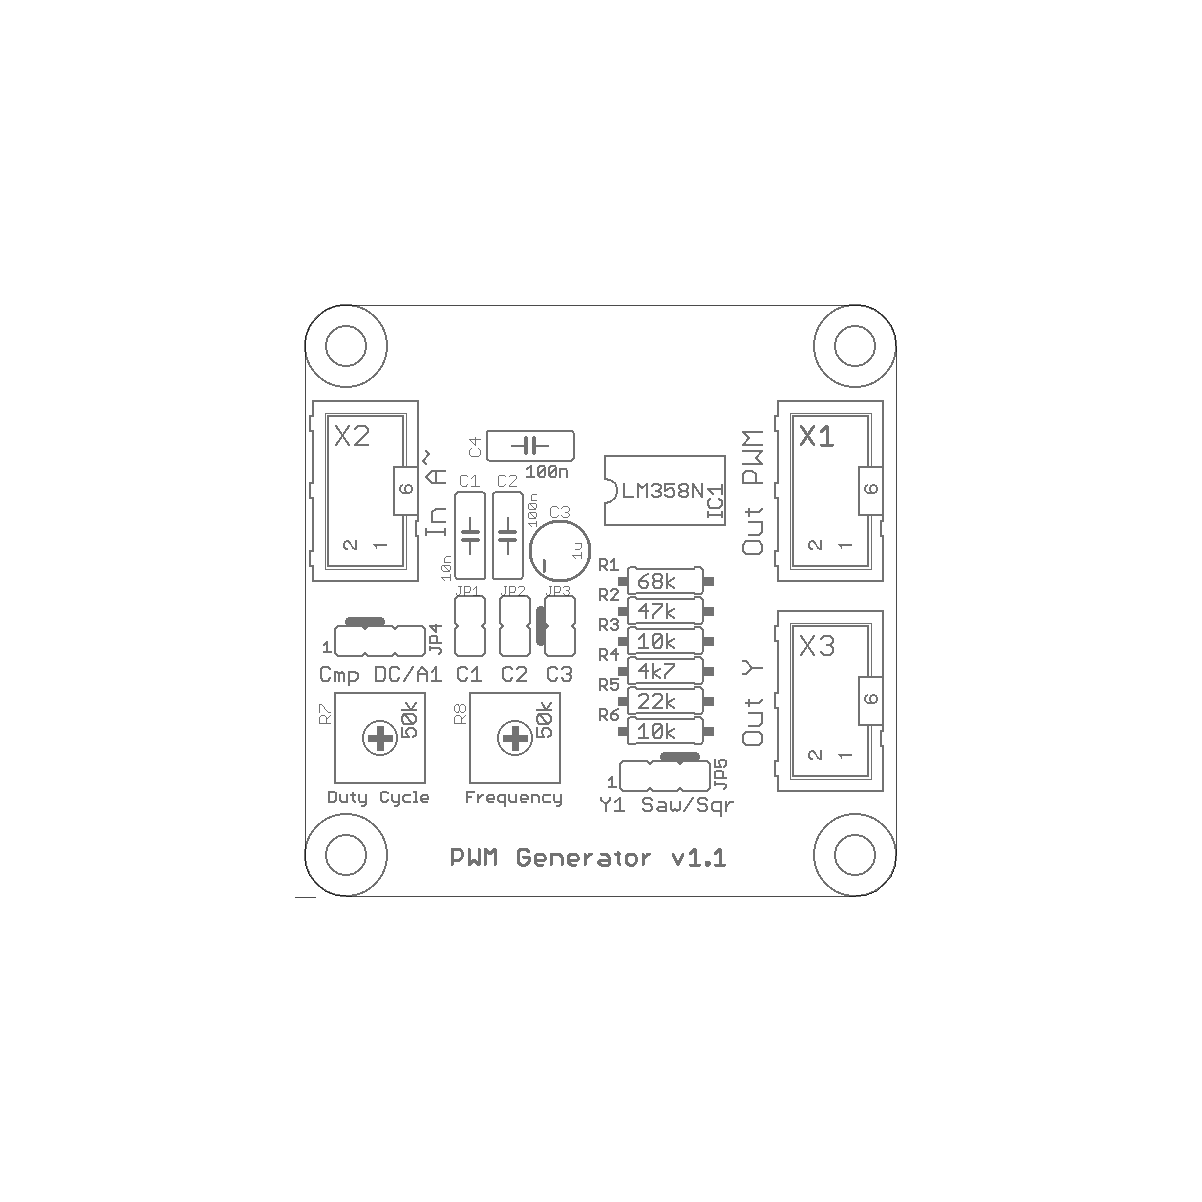 X2
6
2 1
In Ã
C4
100n
C1
10n
C2
100n
C3
1u
LM358N
IC1
X1
6
2 1
Out PWM
R1
68k
R2
47k
R3
10k
R4
4k7
R5
22k
R6
10k
JP1
JP2
JP3
1
JP4
Cmp DC/A1 C1 C2 C3
R7
50k
Duty Cycle
R8
50k
Frequency
X3
6
2 1
Out Y
1
JP5
Y1 Saw/Sqr
PWM Generator v1.1